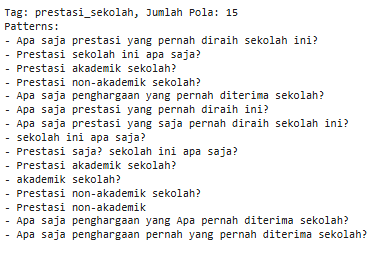 Tag: prestasi_sekolah, Jumlah Pola: 15
Patterns:
- Apa saja prestasi yang pernah diraih sekolah ini?
- Prestasi sekolah ini apa saja?
- Prestasi akademik sekolah?
- Prestasi non-akademik sekolah?
- Apa saja penghargaan yang pernah diterima sekolah?
- Apa saja prestasi yang pernah diraih ini?
- Apa saja prestasi yang saja pernah diraih sekolah ini?
- sekolah ini apa saja?
- Prestasi saja? sekolah ini apa saja?
- Prestasi akademik sekolah?
- akademik sekolah?
- Prestasi non-akademik sekolah?
- Prestasi non-akademik
- Apa saja penghargaan yang Apa pernah diterima sekolah?
- Apa saja penghargaan pernah yang pernah diterima sekolah?